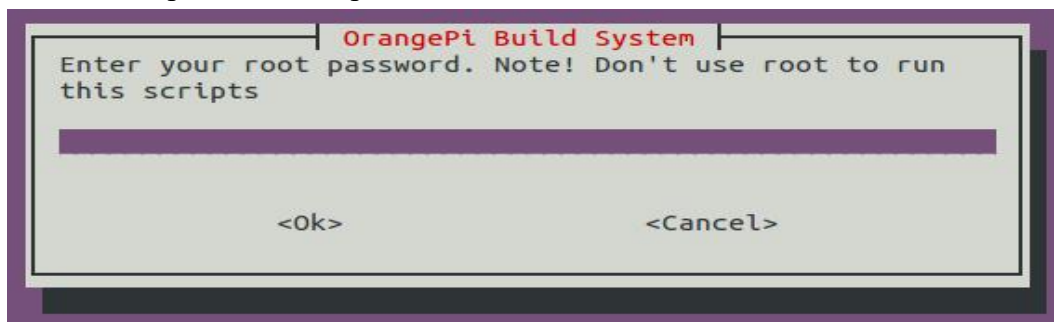 OrangePi Build System
Enter your root password. Note! Don't use root to run
this scripts
<Ok> <Cancel>